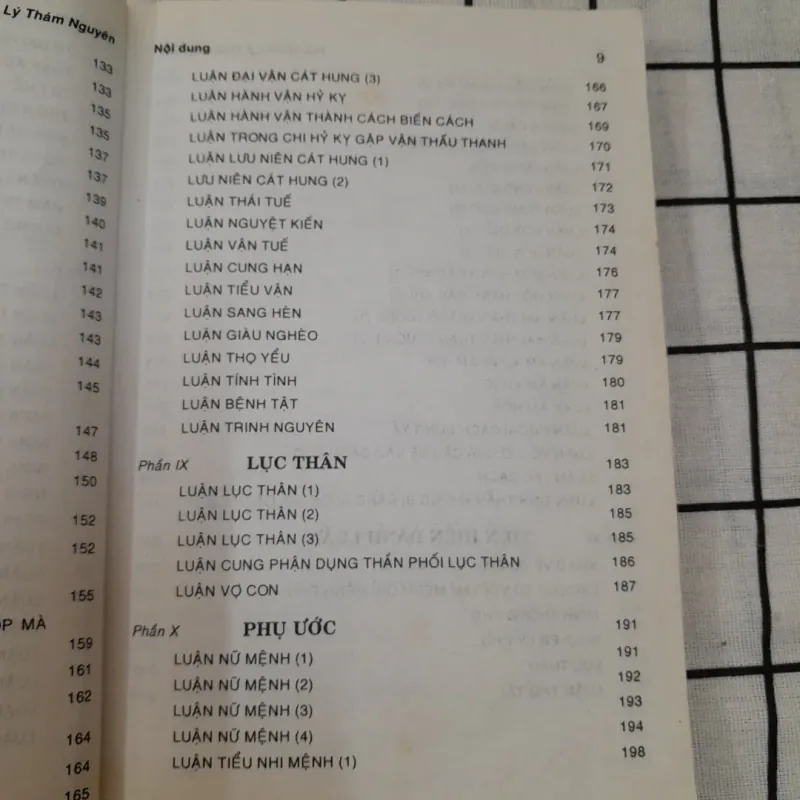 Lý Thám Nguyên
133
133
135
135
137
137
139
140
141
141
142
143
143
144
145
147
148
150
152
152
155
ỢP MÀ
159
161
162
164
164
165
Nội dung 9
LUẬN ĐẠI VẬN CÁT HUNG (3) 166
LUẬN HÀNH VẬN HỶ KỴ 167
LUẬN HÀNH VẬN THÀNH CÁCH BIẾN CÁCH 169
LUẬN TRONG CHI HỶ KỴ GẶP VẬN THẤU THANH 170
LUẬN LƯU NIÊN CÁT HUNG (1) 171
LƯU NIÊN CÁT HUNG (2) 172
LUẬN THÁI TUẾ 173
LUẬN NGUYỆT KIẾN 174
LUẬN VẬN TUẾ 174
LUẬN CUNG HẠN 176
LUẬN TIỂU VẬN 177
LUẬN SANG HÈN 177
LUẬN GIÀU NGHÈO 179
LUẬN THỌ YỂU 179
LUẬN TÍNH TÌNH 180
LUẬN BỆNH TẬT 181
LUẬN TRINH NGUYÊN 181
Phần IX LỤC THÂN 183
LUẬN LỤC THÂN (1) 183
LUẬN LỤC THÂN (2) 185
LUẬN LỤC THÂN (3) 185
LUẬN CUNG PHẬN DỤNG THẦN PHỐI LỤC THÂN 186
LUẬN VỢ CON 187
Phần X PHỤ ƯỚC 191
LUẬN NỮ MỆNH (1) 191
LUẬN NỮ MỆNH (2) 192
LUẬN NỮ MỆNH (3) 193
LUẬN NỮ MỆNH (4) 194
LUẬN TIỂU NHI MỆNH (1) 198